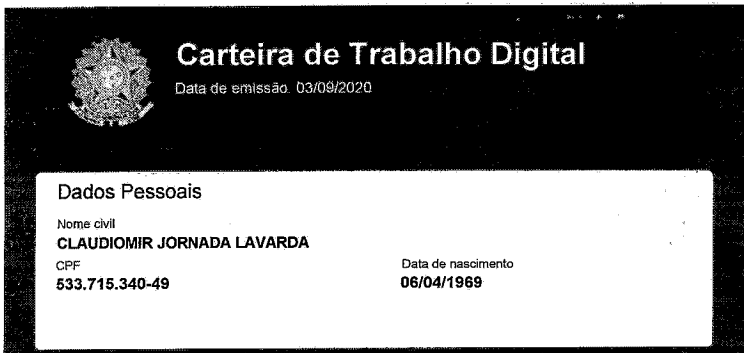 Carteira de Trabalho Digital
Data de emissão. 03/09/2020
Dados Pessoais
Nome civil
CLAUDIOMIR JORNADA LAVARDA
CPF Data de nascimento
533.715.340-49 06/04/1969